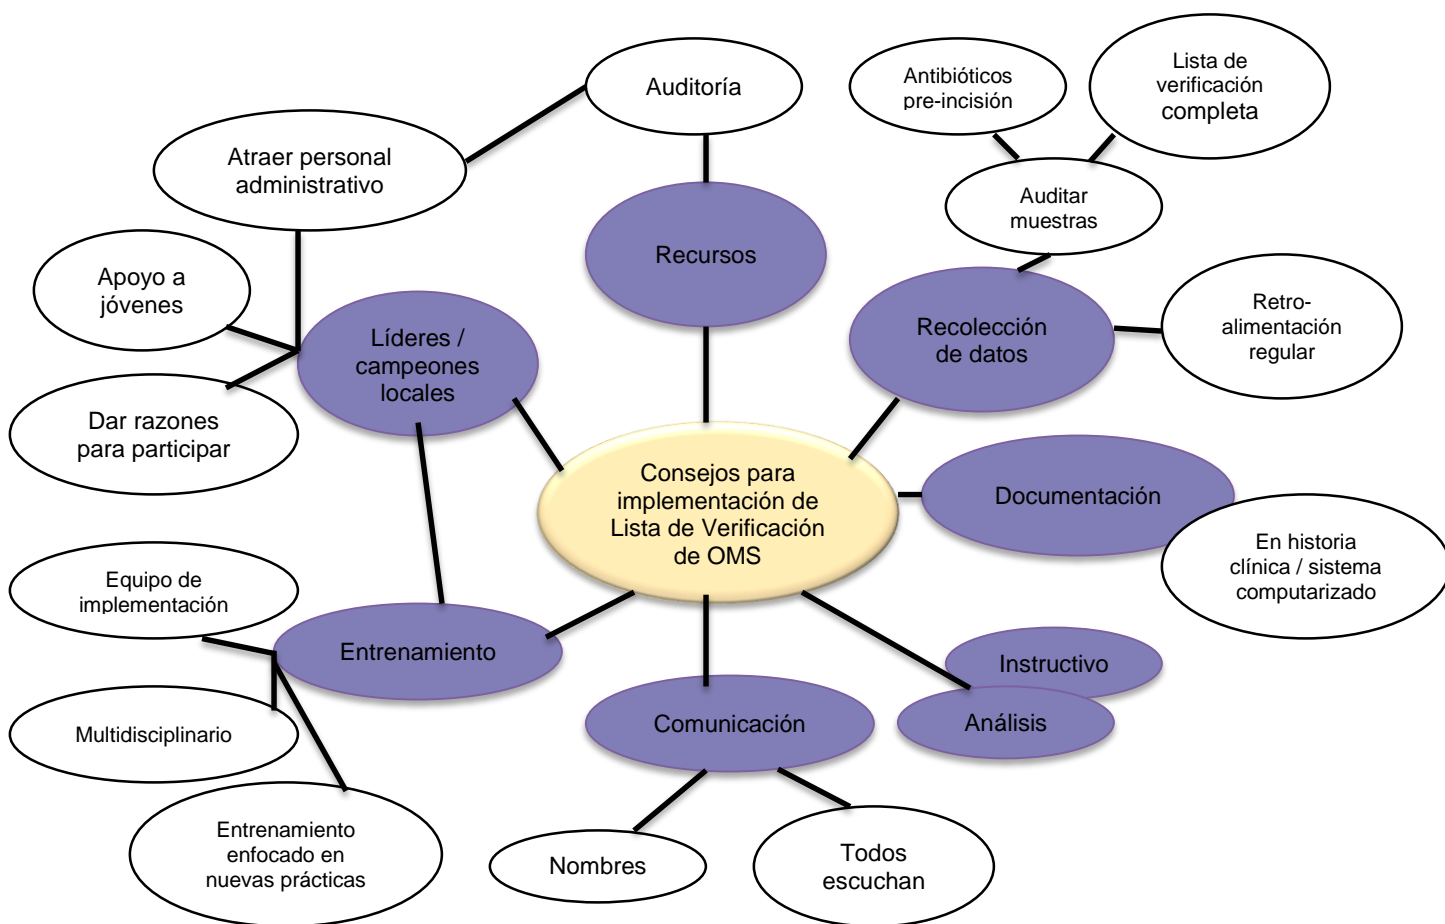 Auditoría
Antibióticos
pre-incisión
Lista de
verificación
completa
Atraer personal
administrativo
Auditar
muestras
Recursos
Apoyo a
jóvenes
Líderes /
campeones
locales
Recolección
de datos
Retro-
alimentación
regular
Dar razones
para participar
Consejos para
implementación de
Lista de Verificación
de OMS
Documentación
En historia
clínica / sistema
computarizado
Equipo de
implementación
Entrenamiento
Instructivo
Análisis
Multidisciplinario
Comunicación
Entrenamiento
enfocado en
nuevas prácticas
Nombres
Todos
escuchan